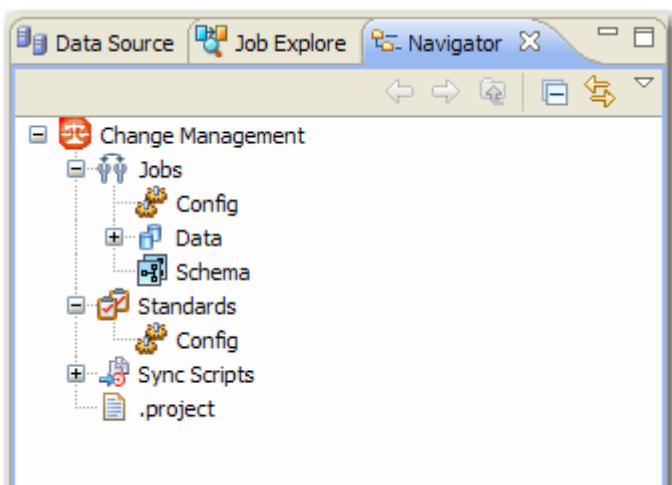 Data Source Job Explore Navigator
Change Management
Jobs
Config
Data
Schema
Standards
Config
Sync Scripts
.project